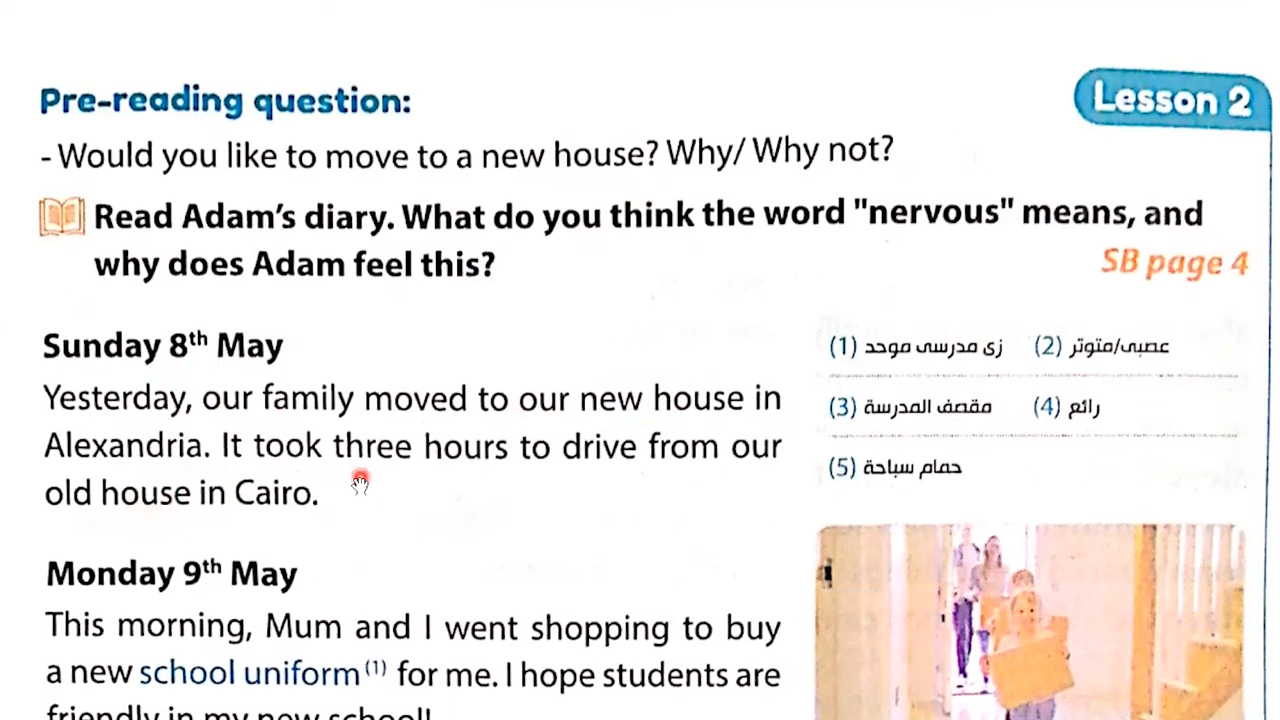 Lesson 2
Pre-reading question:
- Would you like to move to a new house? Why/ Why not?
Read Adam's diary. What do you think the word "nervous" means, and
why does Adam feel this?
SB page 4
Sunday 8th May
Yesterday, our family moved to our new house in
Alexandria. It took three hours to drive from our
old house in Cairo.
Monday 9th May
This morning, Mum and I went shopping to buy
a new school uniform(1) for me. I hope students are
friendly in my new school!
(1) زى مدرسى موحد (2) عصبى/متوتر
(3) مقصف المدرسة (4) رائع
(5) حمام سباحة